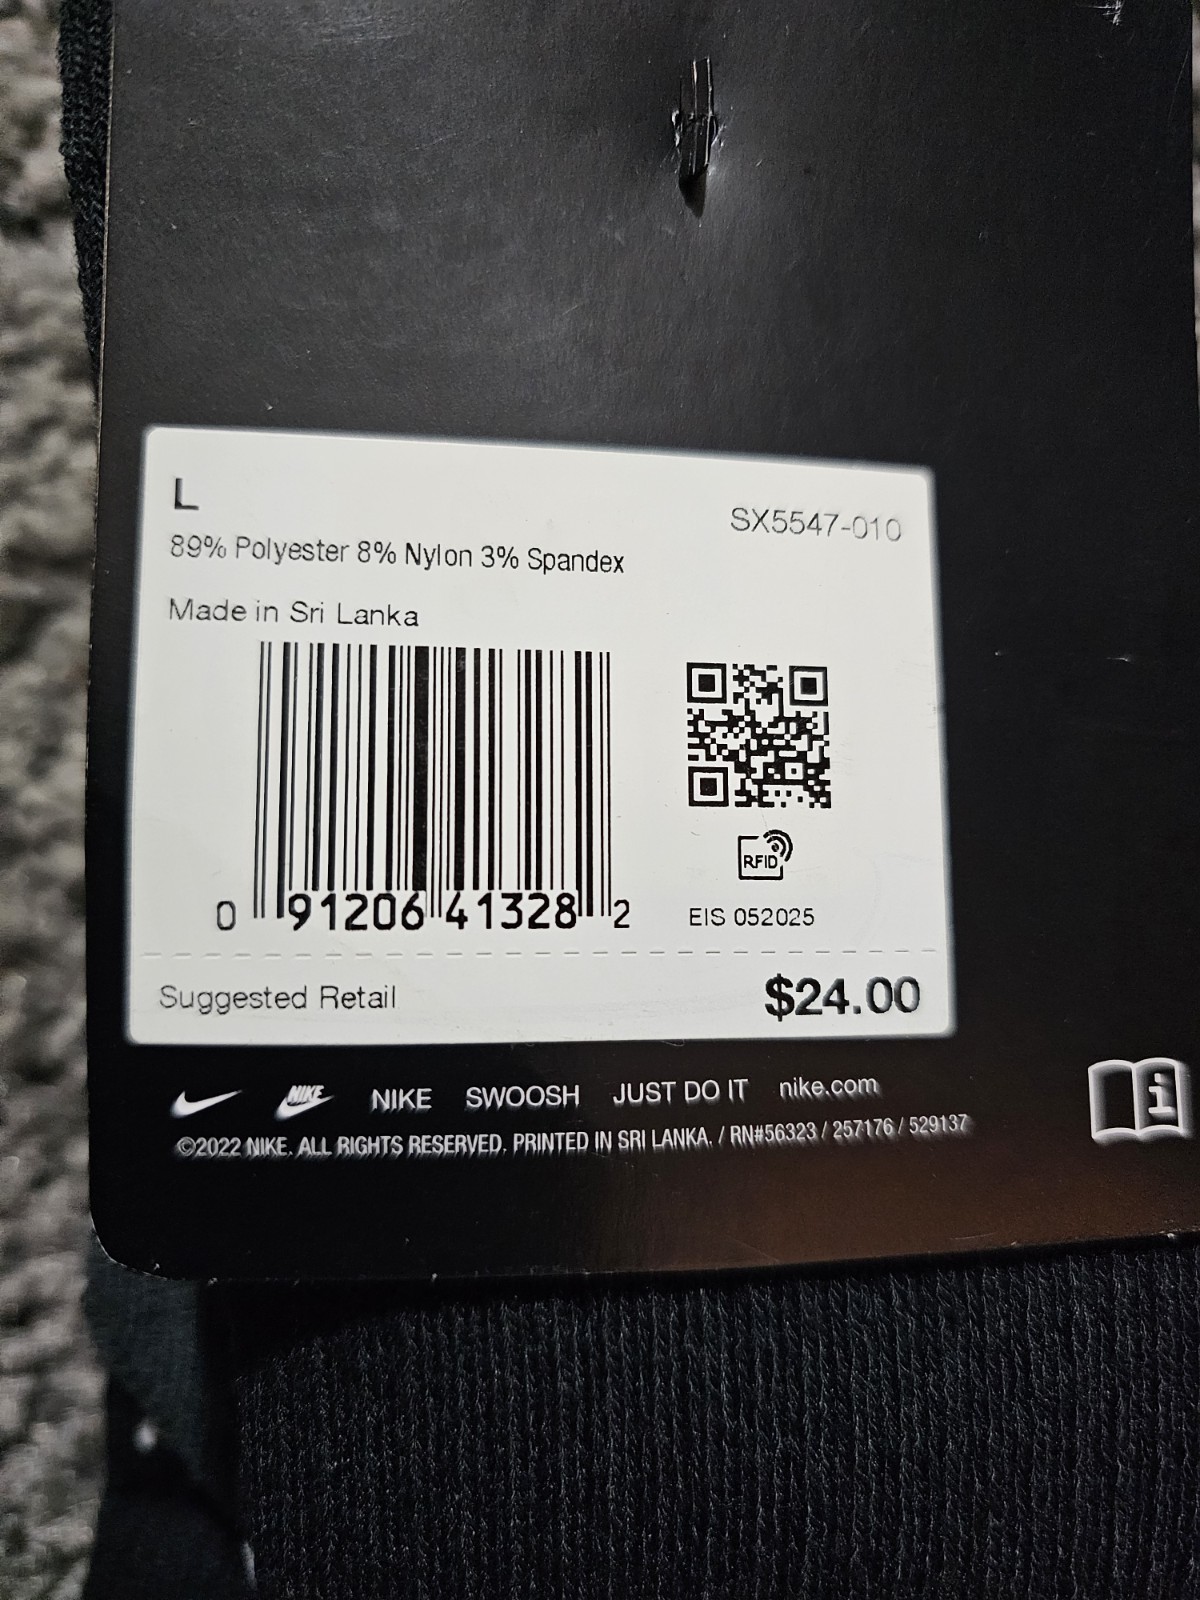 L
SX5547-010
89% Polyester 8% Nylon 3% Spandex
Made in Sri Lanka
RFID
0 91206 41328 2
EIS 052025
Suggested Retail $24.00
NIKE NIKE SWOOSH JUST DO IT nike.com
©2022 NIKE. ALL RIGHTS RESERVED. PRINTED IN SRI LANKA. / RN#56323 / 257176 / 529137
i